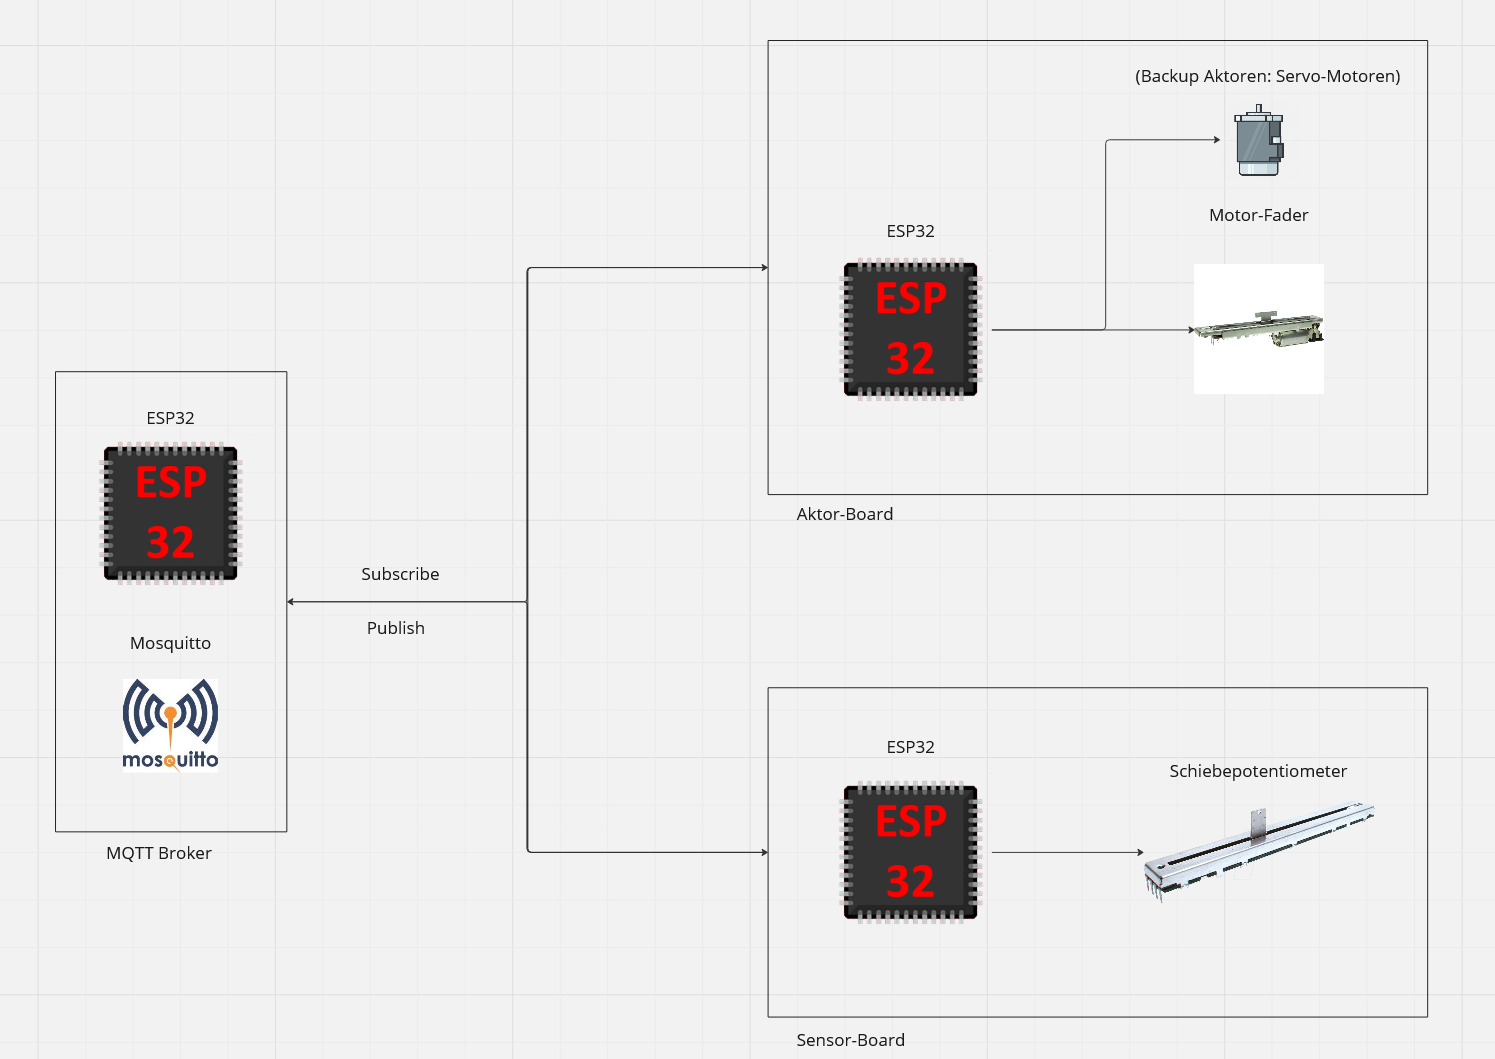 (Backup Aktoren: Servo-Motoren)
Motor-Fader
ESP32
ESP
32
Aktor-Board
ESP32
ESP
32
Mosquitto
mosquitto
MQTT Broker
Subscribe
Publish
ESP32
ESP
32
Schiebepotentiometer
Sensor-Board